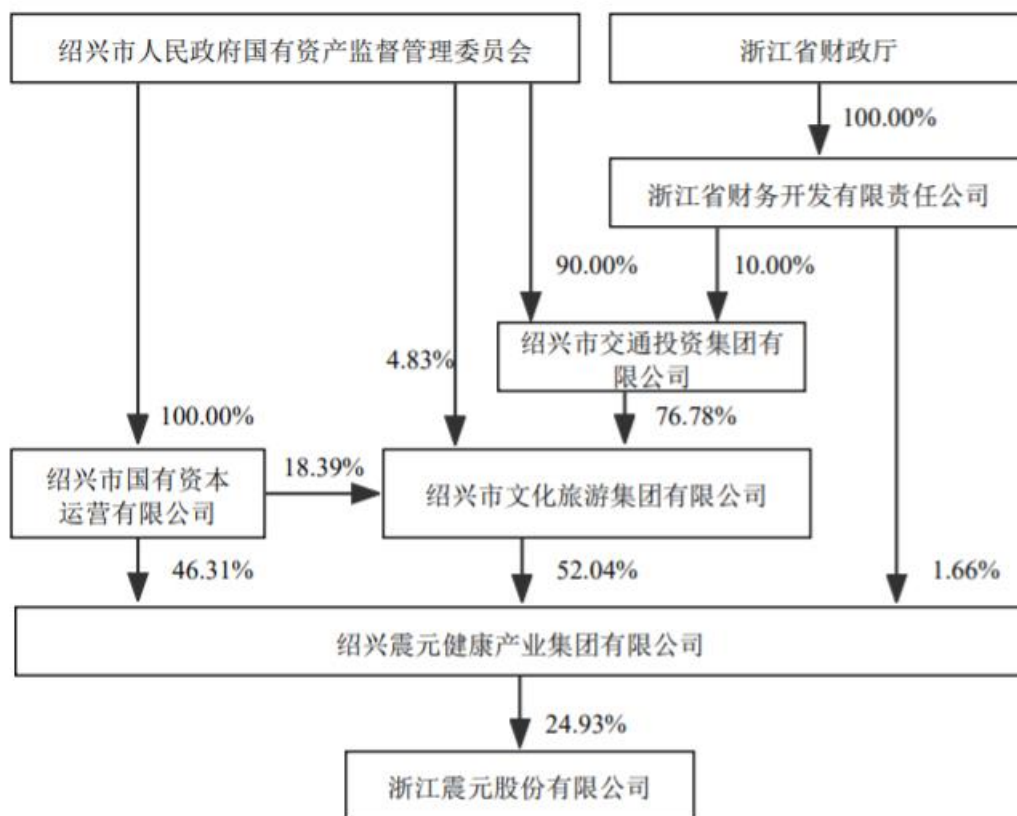 绍兴市人民政府国有资产监督管理委员会
浙江省财政厅
100.00%
浙江省财务开发有限责任公司
90.00%
10.00%
绍兴市交通投资集团有
限公司
4.83%
76.78%
100.00%
绍兴市国有资本
运营有限公司
18.39%
绍兴市文化旅游集团有限公司
46.31%
52.04%
1.66%
绍兴震元健康产业集团有限公司
24.93%
浙江震元股份有限公司